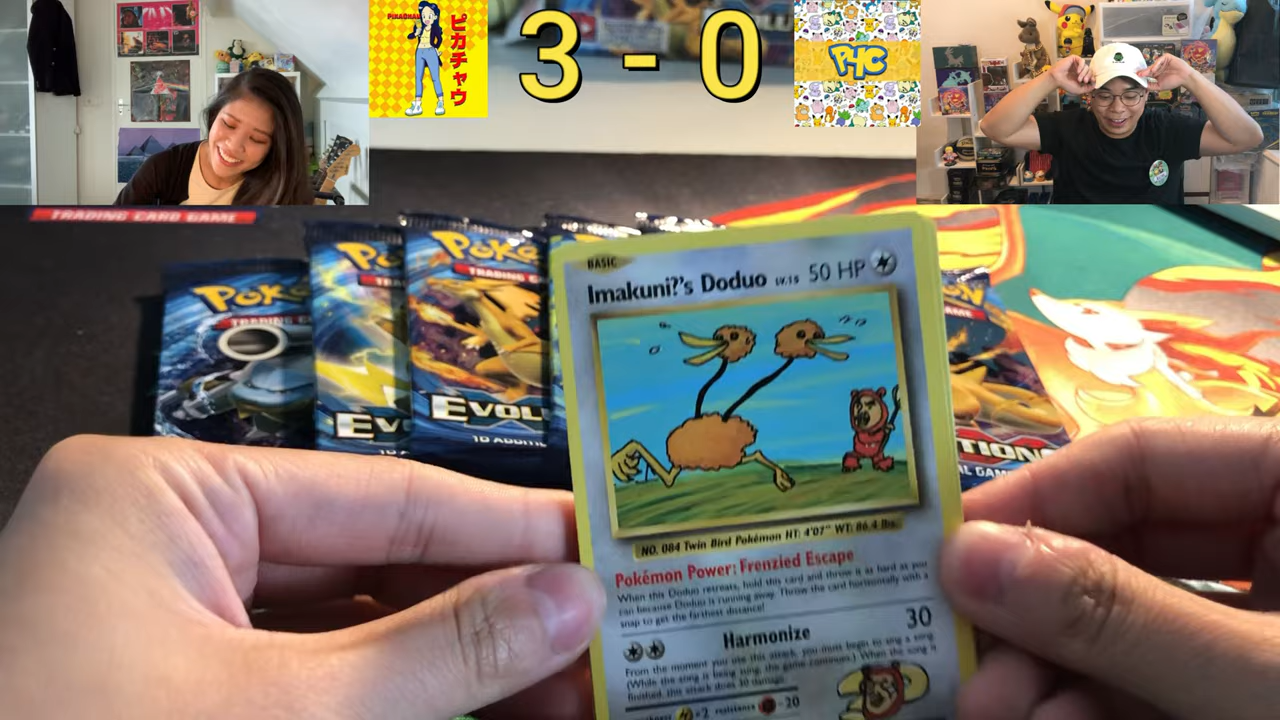 PIKACHAU
ピカチャウ
3 - 0
P4C
TRADING CARD GAME
BASIC
Imakuni?'s Doduo LV.15 50 HP
NO. 084 Twin Bird Pokémon HT: 4'07" WT: 86.4 lbs.
Pokémon Power: Frenzied Escape
When this Doduo retreats, hold this card and throw it as hard as you
can because Doduo is running away. Throw the card horizontally with a
snap to get the farthest distance!
Harmonize 30
From the moment you use this attack, you must begin to sing a song.
(While the song is being sung, the game continues.) When the song is
finished, this attack does 30 damage.
×2 resistance -20